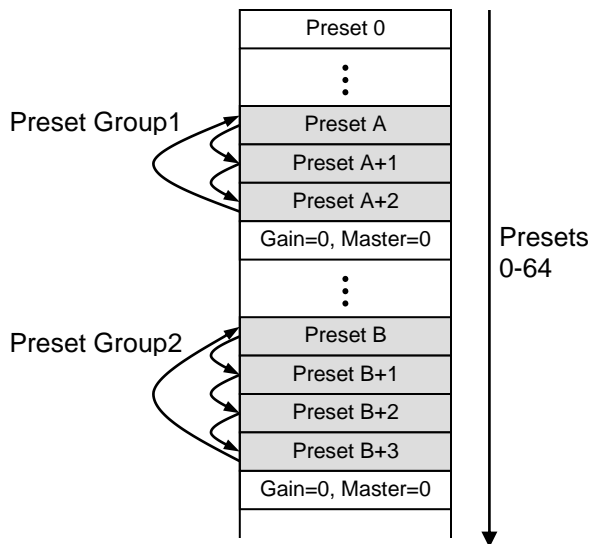 Preset 0
Preset Group1
Preset A
Preset A+1
Preset A+2
Gain=0, Master=0
Presets
0-64
Preset Group2
Preset B
Preset B+1
Preset B+2
Preset B+3
Gain=0, Master=0